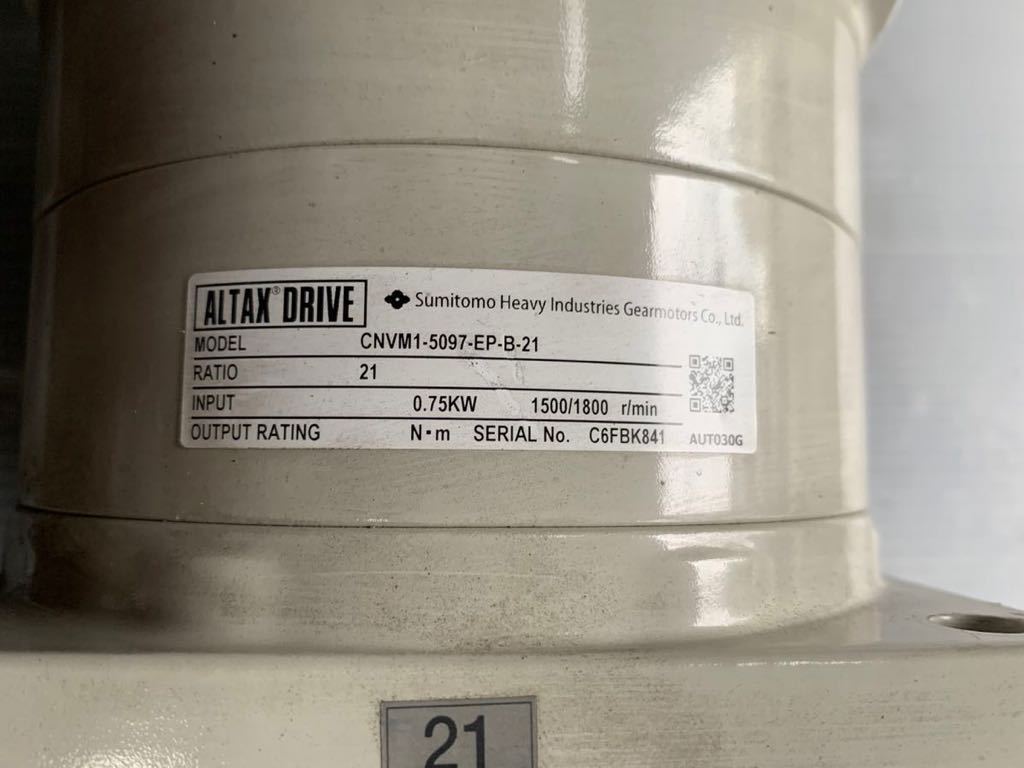 ALTAX® DRIVE Sumitomo Heavy Industries Gearmotors Co., Ltd.
MODEL CNVM1-5097-EP-B-21
RATIO 21
INPUT 0.75KW 1500/1800 r/min
OUTPUT RATING N·m SERIAL No. C6FBK841 AUT030G
21